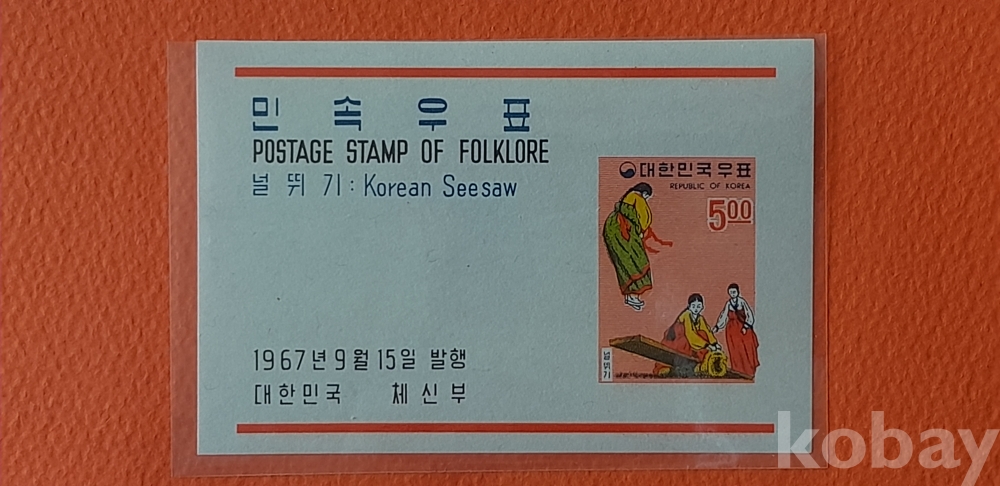 민 속 우 표
POSTAGE STAMP OF FOLKLORE
널 뛰 기 : Korean Seesaw
대한민국우표
REPUBLIC OF KOREA
5.00
널뛰기
1967년 9월 15일 발행
대한민국 체신부
kobay